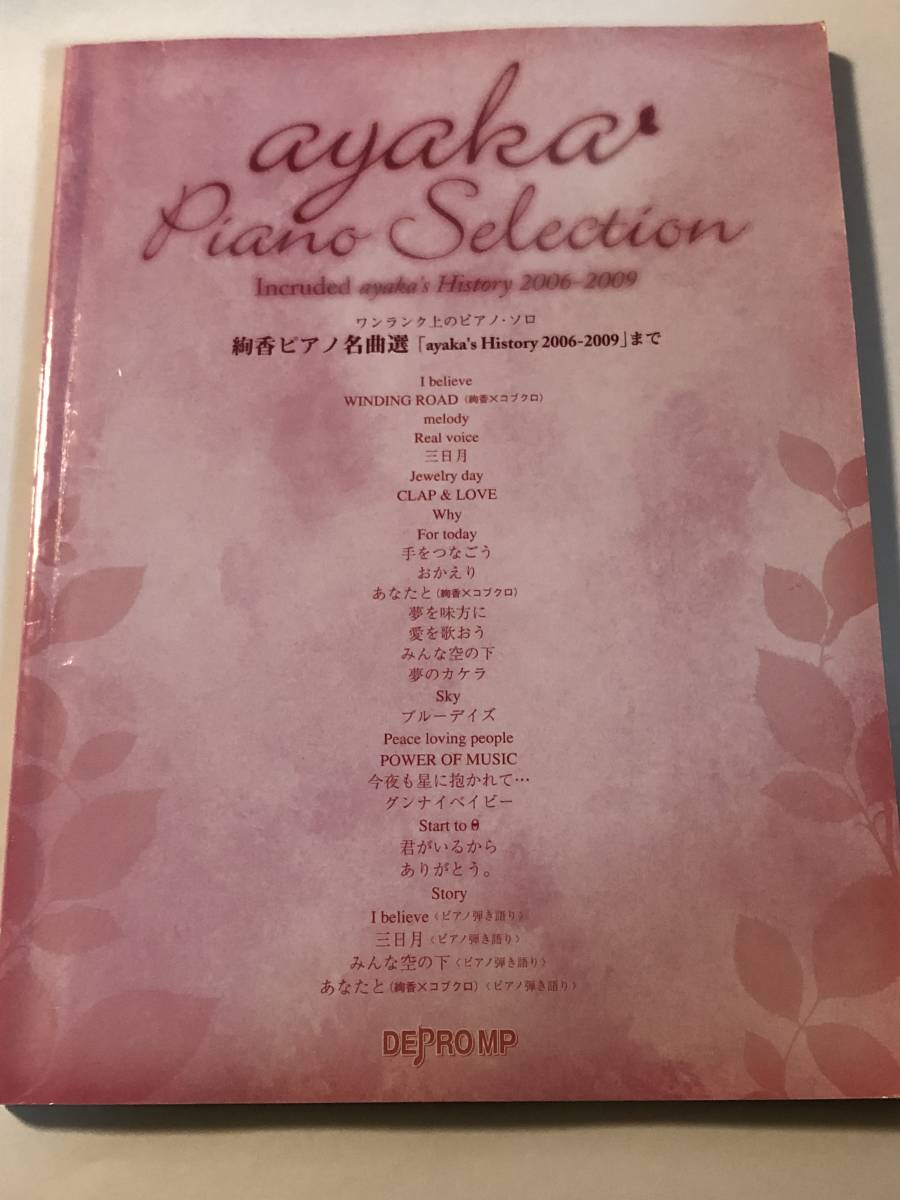 ayaka
Piano Selection
Incruded ayaka's History 2006-2009
ワンランク上のピアノ・ソロ
絢香ピアノ名曲選「ayaka's History 2006-2009」まで
I believe
WINDING ROAD (絢香×コブクロ)
melody
Real voice
三日月
Jewelry day
CLAP & LOVE
Why
For today
手をつなごう
おかえり
あなたと (絢香×コブクロ)
夢を味方に
愛を歌おう
みんな空の下
夢のカケラ
Sky
ブルーデイズ
Peace loving people
POWER OF MUSIC
今夜も星に抱かれて…
グンナイベイビー
Start to 0
君がいるから
ありがとう。
Story
I believe〈ピアノ弾き語り〉
三日月〈ピアノ弾き語り〉
みんな空の下〈ピアノ弾き語り〉
あなたと (絢香×コブクロ)〈ピアノ弾き語り〉
DEPRO MP